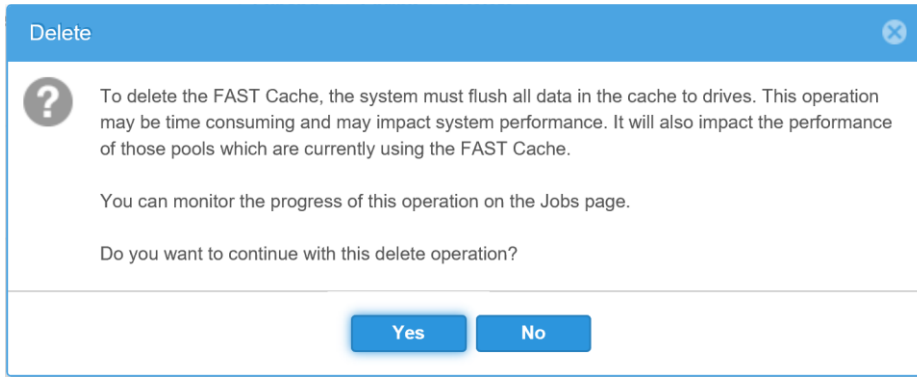 Delete
To delete the FAST Cache, the system must flush all data in the cache to drives. This operation
may be time consuming and may impact system performance. It will also impact the performance
of those pools which are currently using the FAST Cache.
You can monitor the progress of this operation on the Jobs page.
Do you want to continue with this delete operation?
Yes No